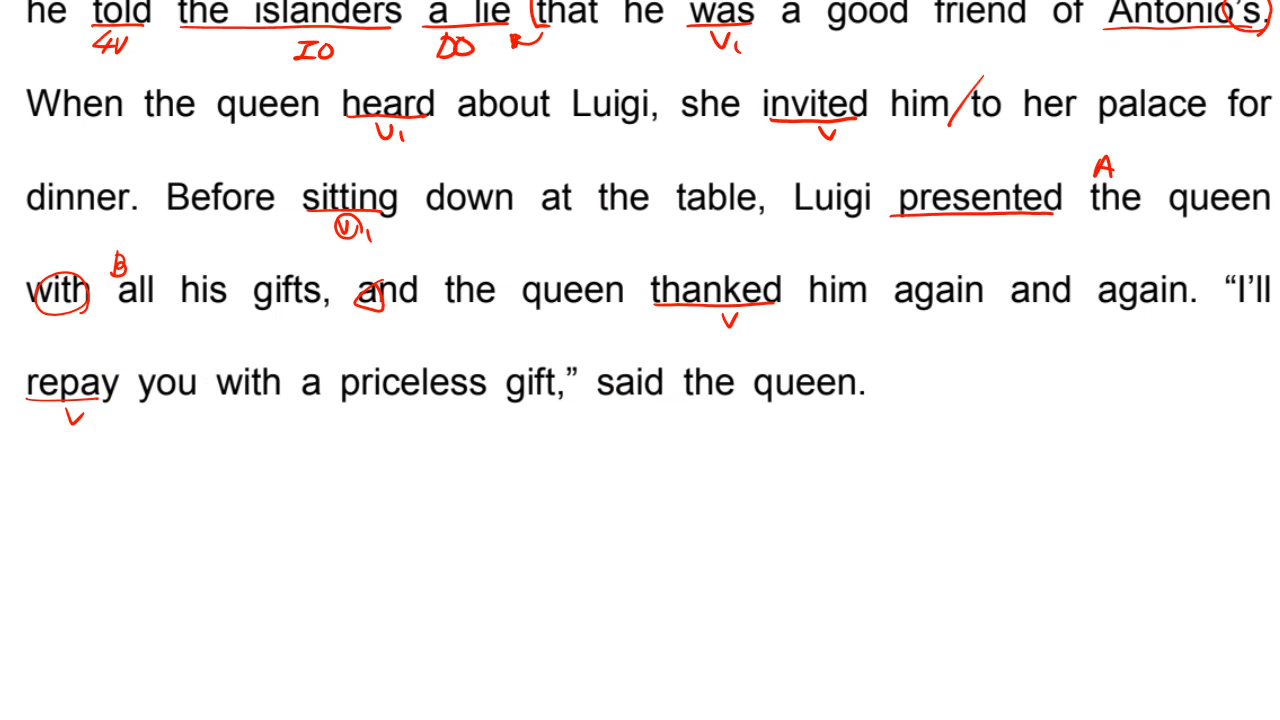 he told the islanders a lie that he was a good friend of Antonio's.
4V IO DO V₁
When the queen heard about Luigi, she invited him / to her palace for
V₁ V
A
dinner. Before sitting down at the table, Luigi presented the queen
V₁
B
with all his gifts, and the queen thanked him again and again. “I’ll
V
repay you with a priceless gift,” said the queen.
V